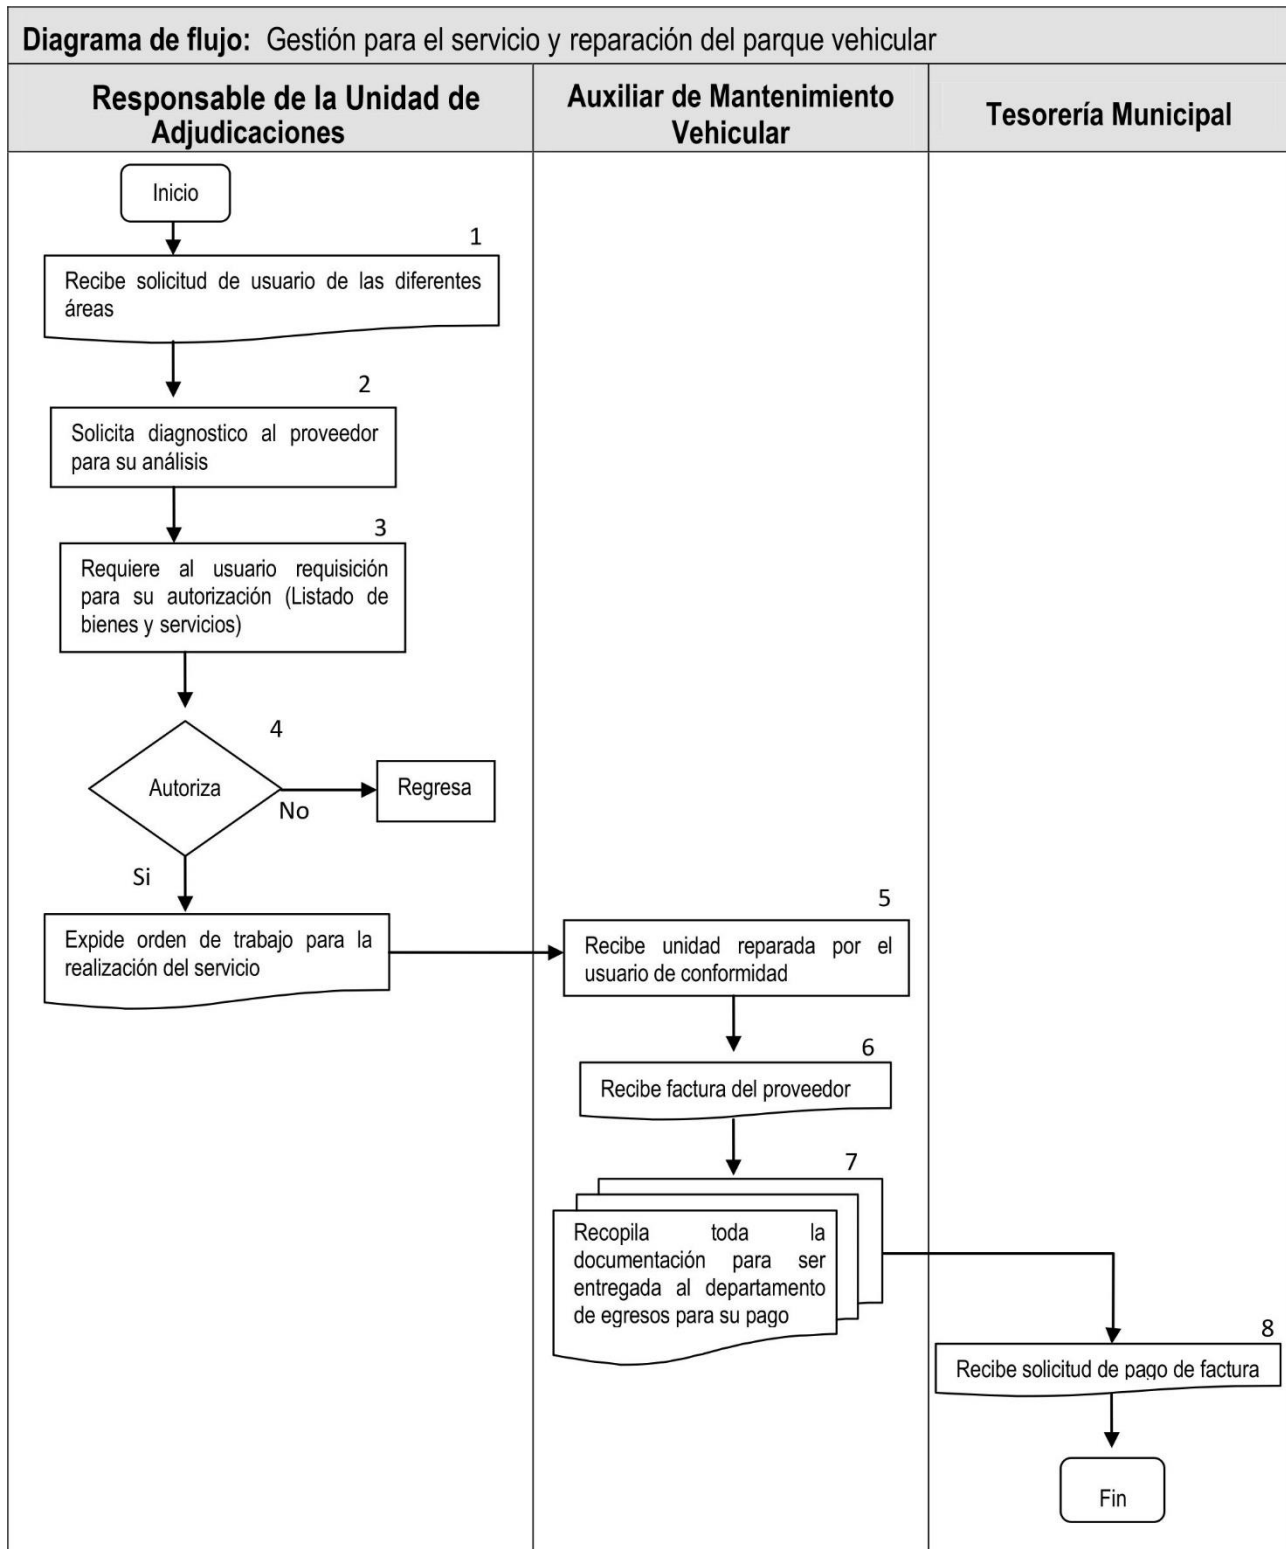 Diagrama de flujo: Gestión para el servicio y reparación del parque vehicular
Responsable de la Unidad de
Adjudicaciones
Auxiliar de Mantenimiento
Vehicular
Tesorería Municipal
Inicio
1
Recibe solicitud de usuario de las diferentes
áreas
2
Solicita diagnostico al proveedor
para su análisis
3
Requiere al usuario requisición
para su autorización (Listado de
bienes y servicios)
4
Autoriza
No
Regresa
Si
Expide orden de trabajo para la
realización del servicio
5
Recibe unidad reparada por el
usuario de conformidad
6
Recibe factura del proveedor
7
Recopila toda la
documentación para ser
entregada al departamento
de egresos para su pago
8
Recibe solicitud de pago de factura
Fin